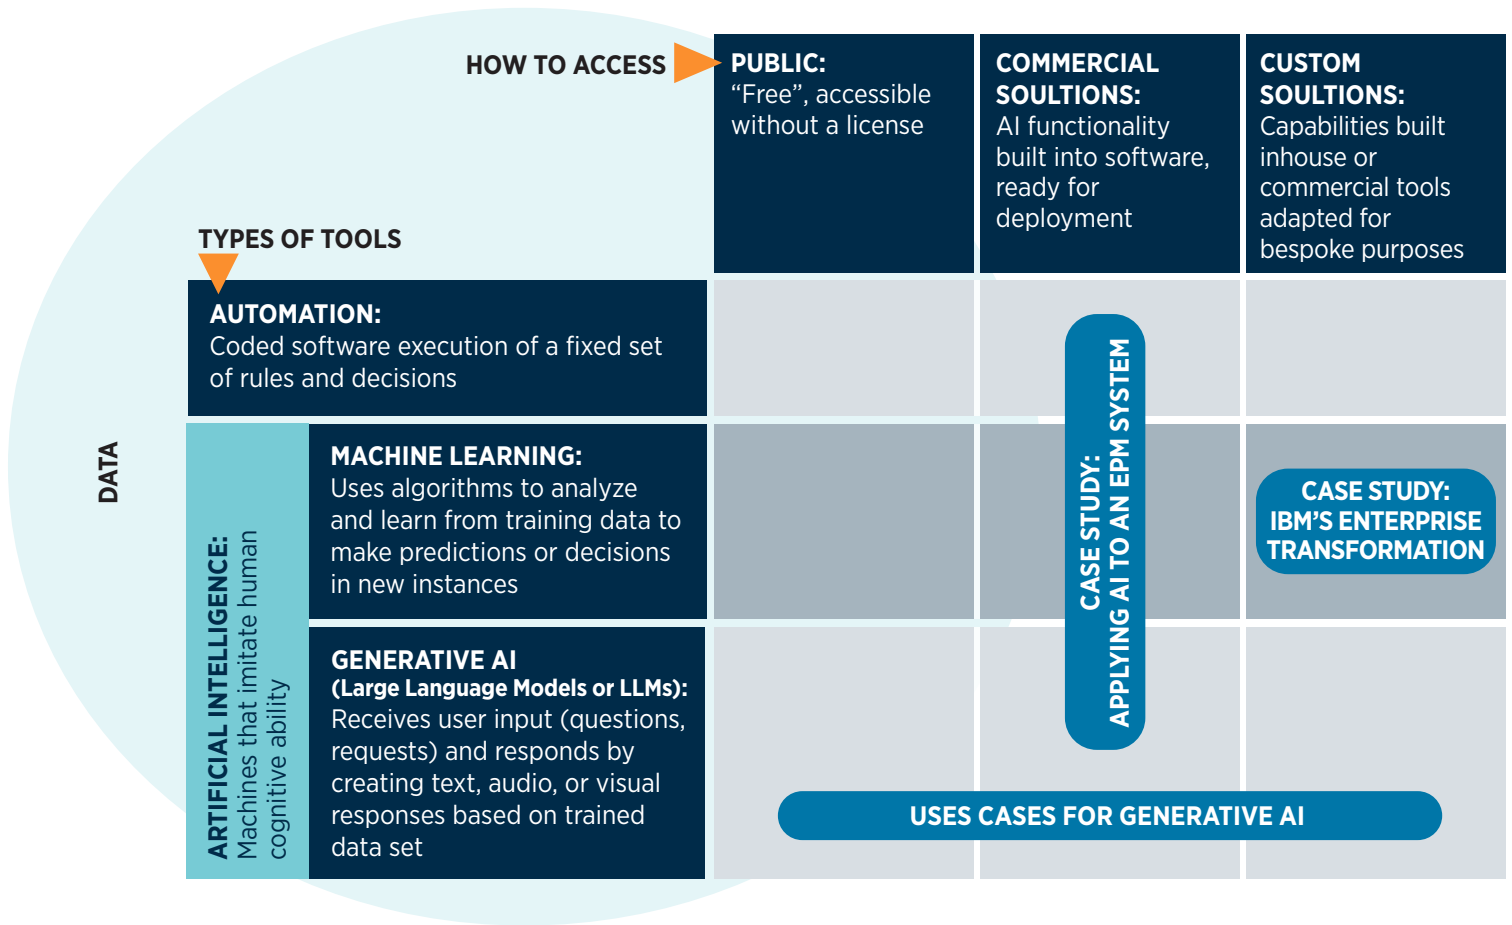 HOW TO ACCESS
PUBLIC:
“Free”, accessible
without a license
COMMERCIAL
SOULTIONS:
AI functionality
built into software,
ready for
deployment
CUSTOM
SOULTIONS:
Capabilities built
inhouse or
commercial tools
adapted for
bespoke purposes
TYPES OF TOOLS
AUTOMATION:
Coded software execution of a fixed set
of rules and decisions
DATA
ARTIFICIAL INTELLIGENCE:
Machines that imitate human
cognitive ability
MACHINE LEARNING:
Uses algorithms to analyze
and learn from training data to
make predictions or decisions
in new instances
GENERATIVE AI
(Large Language Models or LLMs):
Receives user input (questions,
requests) and responds by
creating text, audio, or visual
responses based on trained
data set
CASE STUDY:
APPLYING AI TO AN EPM SYSTEM
CASE STUDY:
IBM’S ENTERPRISE
TRANSFORMATION
USES CASES FOR GENERATIVE AI